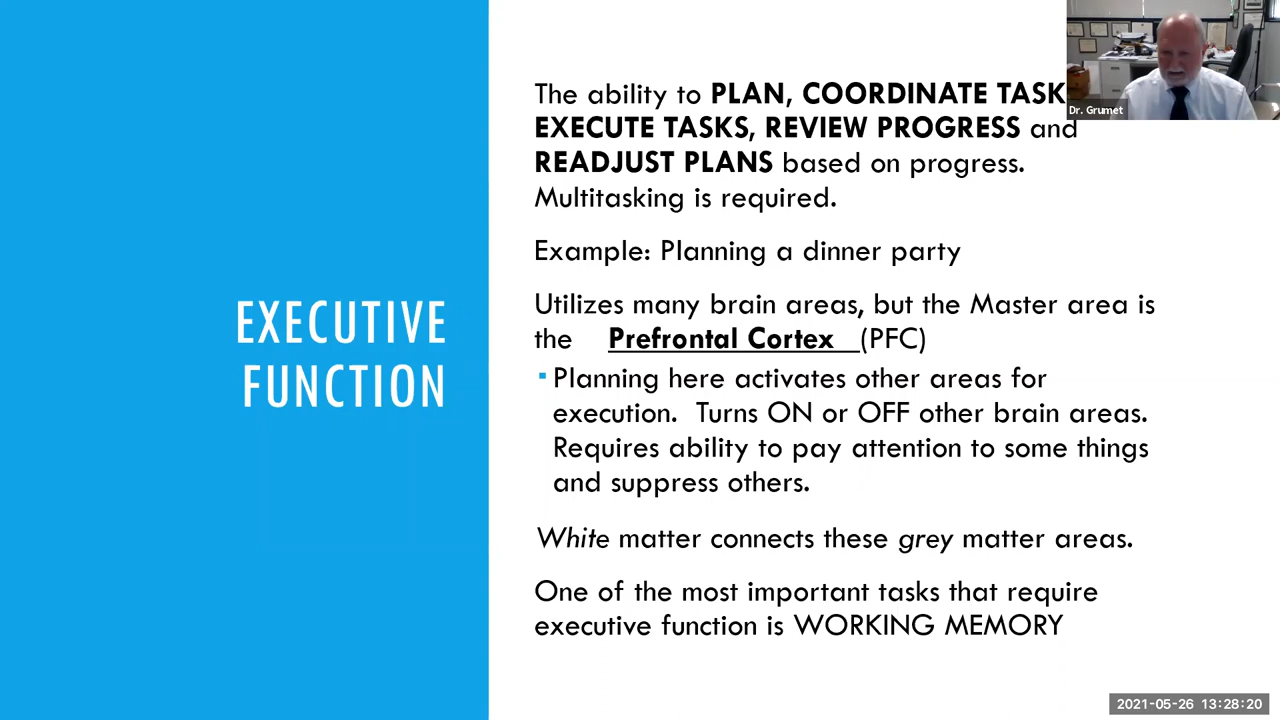 EXECUTIVE
FUNCTION
The ability to PLAN, COORDINATE TASK
EXECUTE TASKS, REVIEW PROGRESS and
READJUST PLANS based on progress.
Multitasking is required.
Example: Planning a dinner party
Utilizes many brain areas, but the Master area is
the Prefrontal Cortex (PFC)
▪ Planning here activates other areas for
execution. Turns ON or OFF other brain areas.
Requires ability to pay attention to some things
and suppress others.
White matter connects these grey matter areas.
One of the most important tasks that require
executive function is WORKING MEMORY
Dr. Grumet
2021-05-26 13:28:20